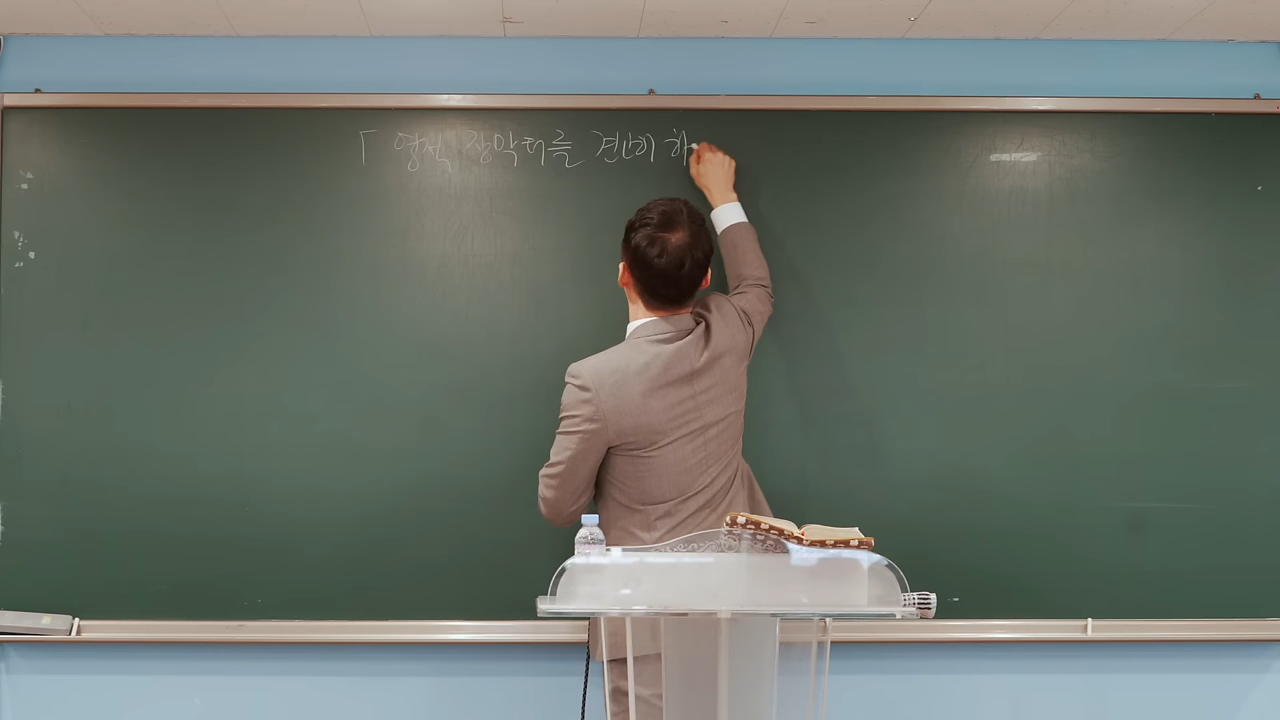 「 영적 장막터를 견고히 하